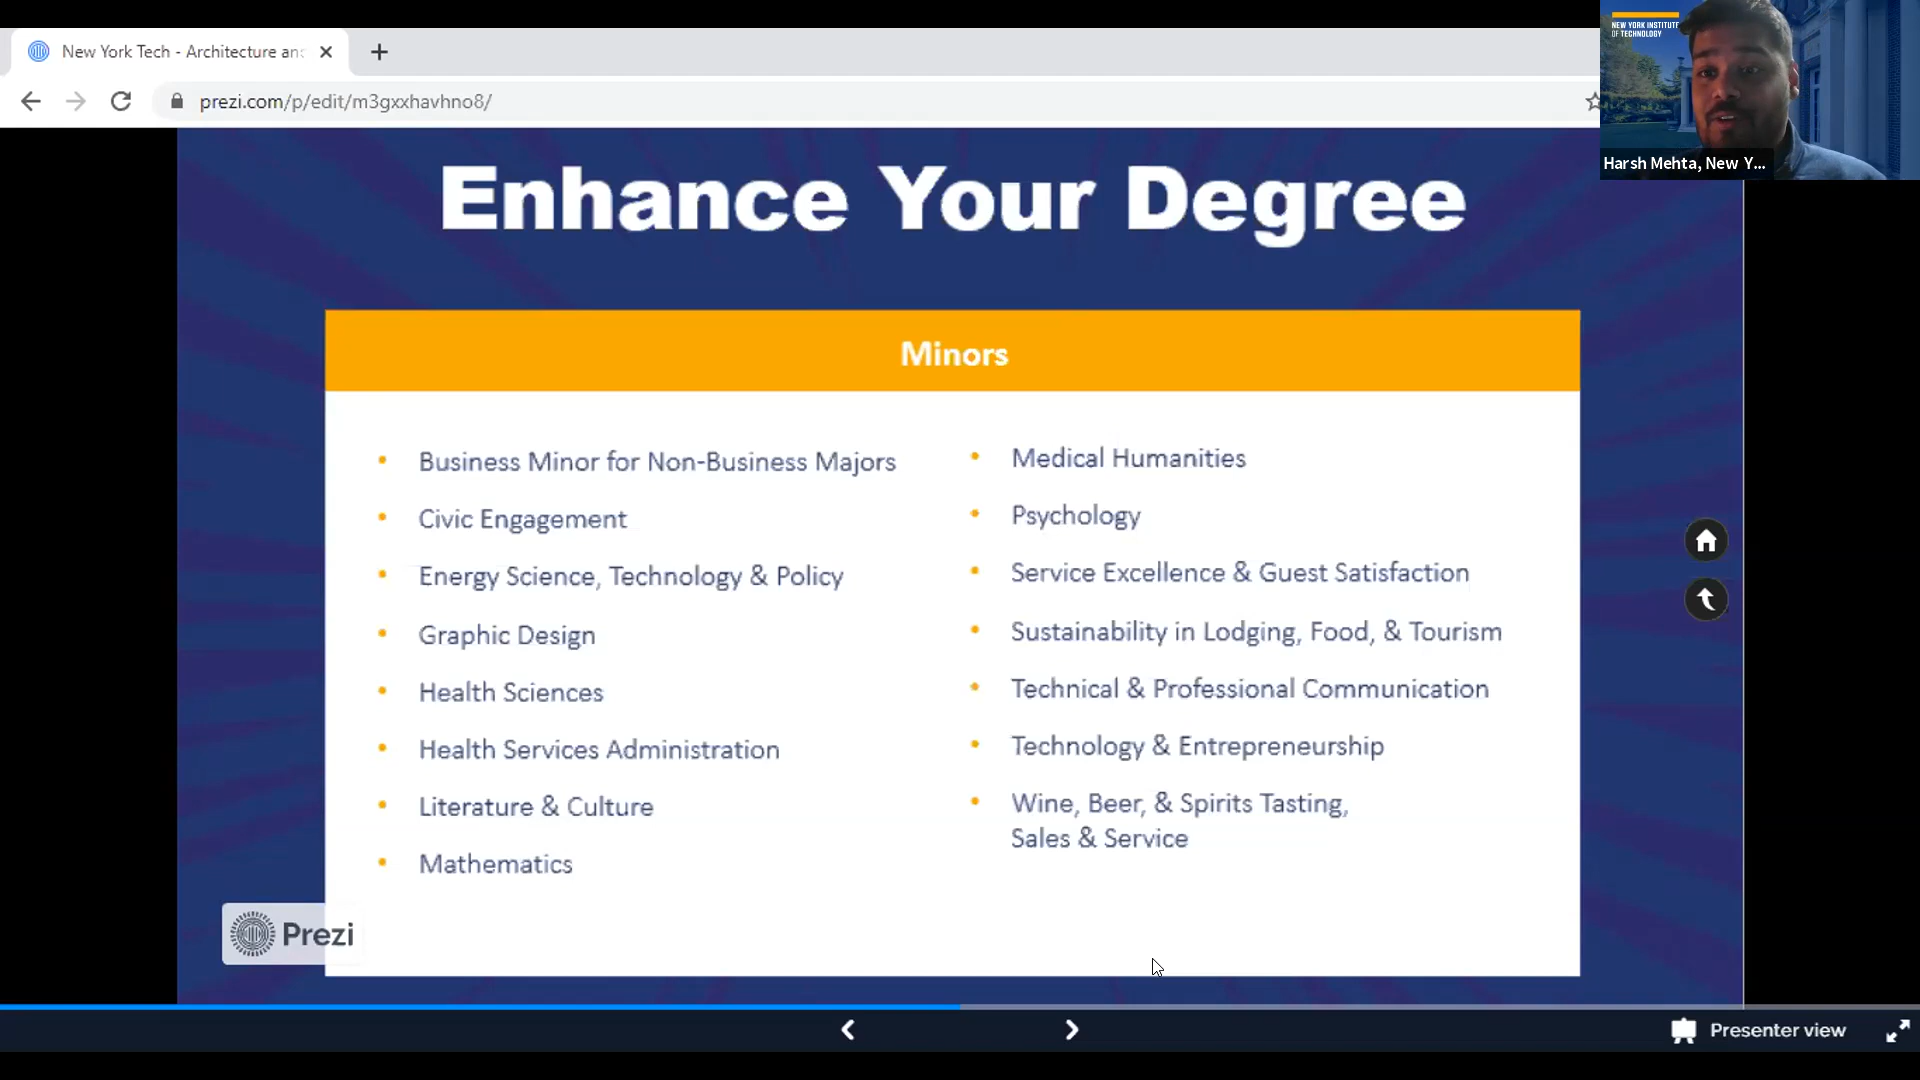 New York Tech - Architecture an
prezi.com/p/edit/m3gxxhavhno8/
NEW YORK INSTITUTE
OF TECHNOLOGY
Harsh Mehta, New Y...
Enhance Your Degree
Minors
• Business Minor for Non-Business Majors
• Civic Engagement
• Energy Science, Technology & Policy
• Graphic Design
• Health Sciences
• Health Services Administration
• Literature & Culture
• Mathematics
• Medical Humanities
• Psychology
• Service Excellence & Guest Satisfaction
• Sustainability in Lodging, Food, & Tourism
• Technical & Professional Communication
• Technology & Entrepreneurship
• Wine, Beer, & Spirits Tasting,
Sales & Service
Prezi
Presenter view